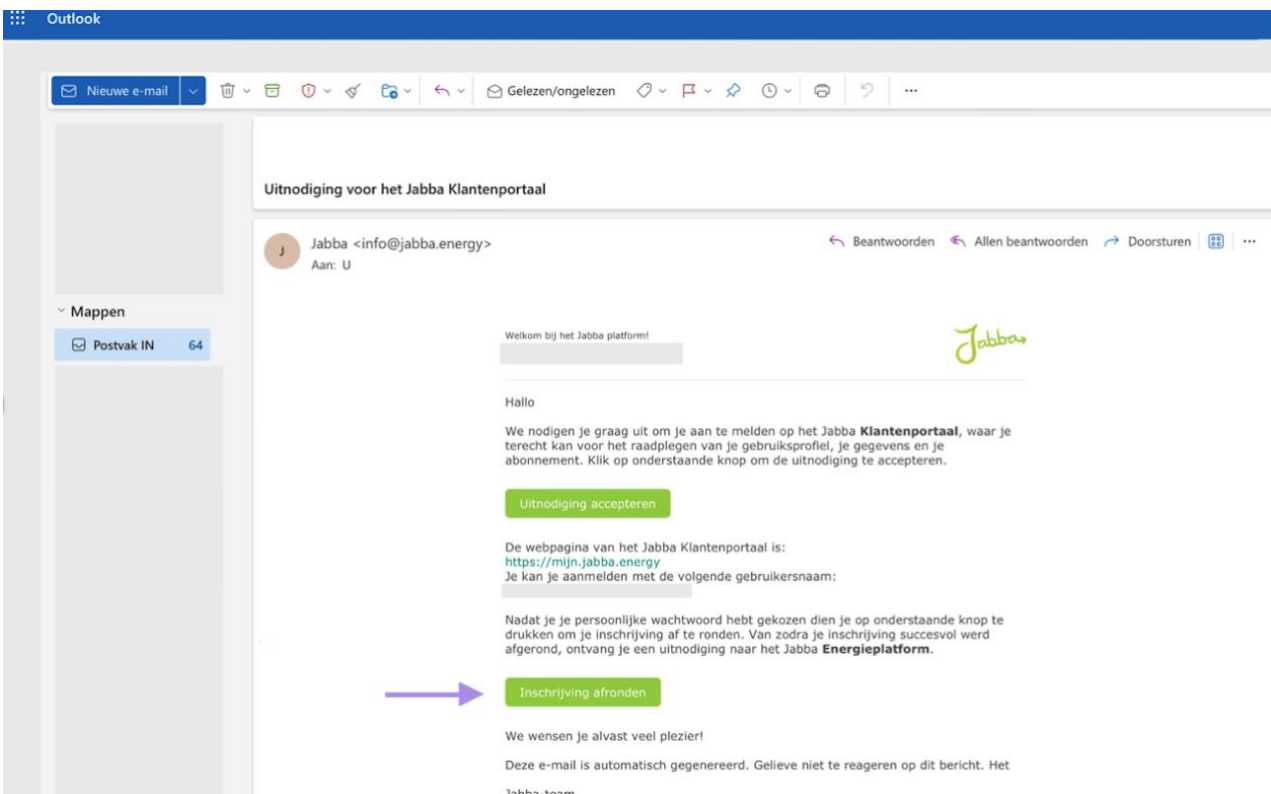 Outlook
Nieuwe e-mail
Gelezen/ongelezen
Uitnodiging voor het Jabba Klantenportaal
J
Jabba <info@jabba.energy>
Aan: U
Beantwoorden
Allen beantwoorden
Doorsturen
Mappen
Postvak IN 64
Welkom bij het Jabba platform!
Jabba
Hallo
We nodigen je graag uit om je aan te melden op het Jabba Klantenportaal, waar je
terecht kan voor het raadplegen van je gebruiksprofiel, je gegevens en je
abonnement. Klik op onderstaande knop om de uitnodiging te accepteren.
Uitnodiging accepteren
De webpagina van het Jabba Klantenportaal is:
https://mijn.jabba.energy
Je kan je aanmelden met de volgende gebruikersnaam:
Nadat je je persoonlijke wachtwoord hebt gekozen dien je op onderstaande knop te
drukken om je inschrijving af te ronden. Van zodra je inschrijving succesvol werd
afgerond, ontvang je een uitnodiging naar het Jabba Energieplatform.
Inschrijving afronden
We wensen je alvast veel plezier!
Deze e-mail is automatisch gegenereerd. Gelieve niet te reageren op dit bericht. Het
Jabba-team